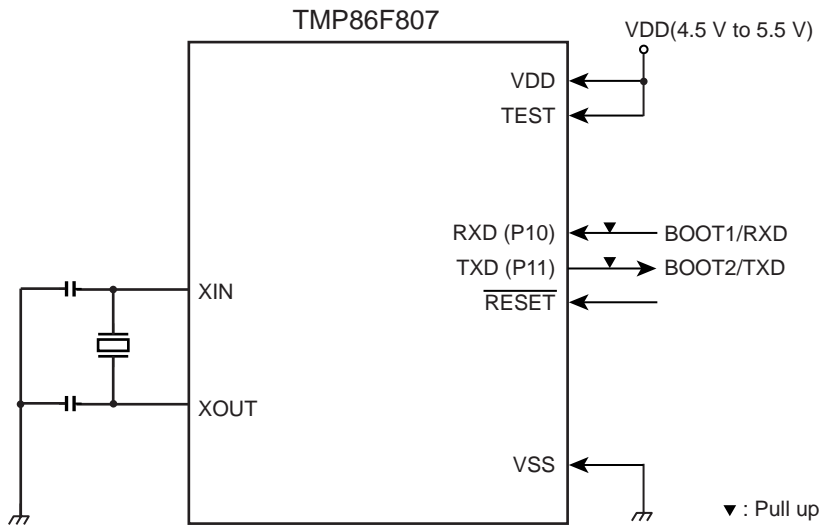 TMP86F807
VDD(4.5 V to 5.5 V)
VDD
TEST
RXD (P10)
BOOT1/RXD
TXD (P11)
BOOT2/TXD
RESET
XIN
XOUT
VSS
▼ : Pull up